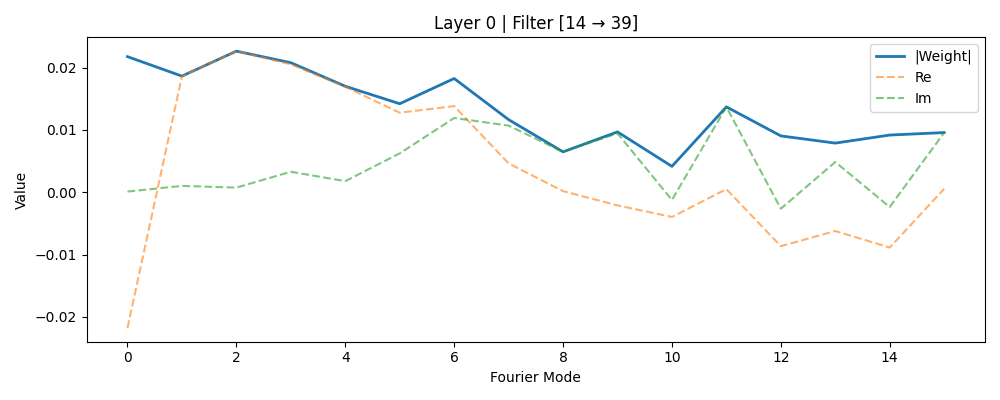 Layer 0 | Filter [14 → 39]
|Weight|
Re
Im
Value
0.02
0.01
0.00
−0.01
−0.02
0 2 4 6 8 10 12 14
Fourier Mode